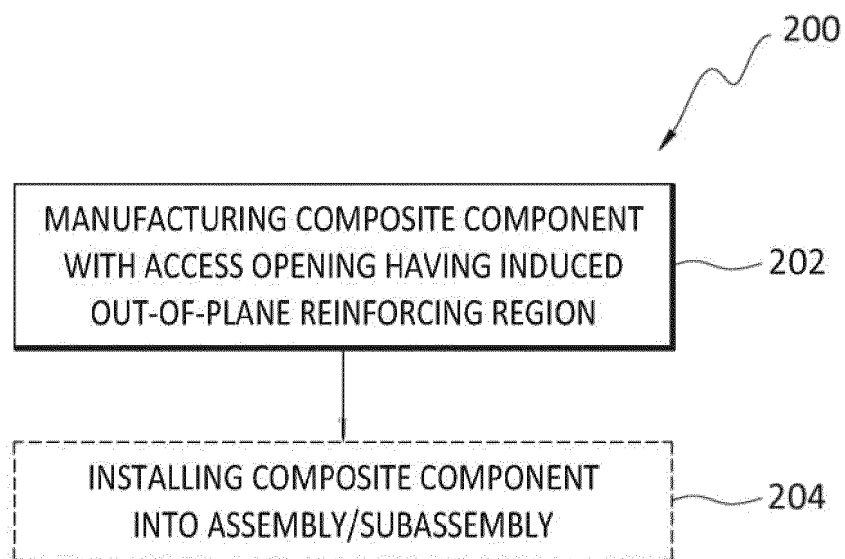 200
MANUFACTURING COMPOSITE COMPONENT
WITH ACCESS OPENING HAVING INDUCED
OUT-OF-PLANE REINFORCING REGION
202
INSTALLING COMPOSITE COMPONENT
INTO ASSEMBLY/SUBASSEMBLY
204